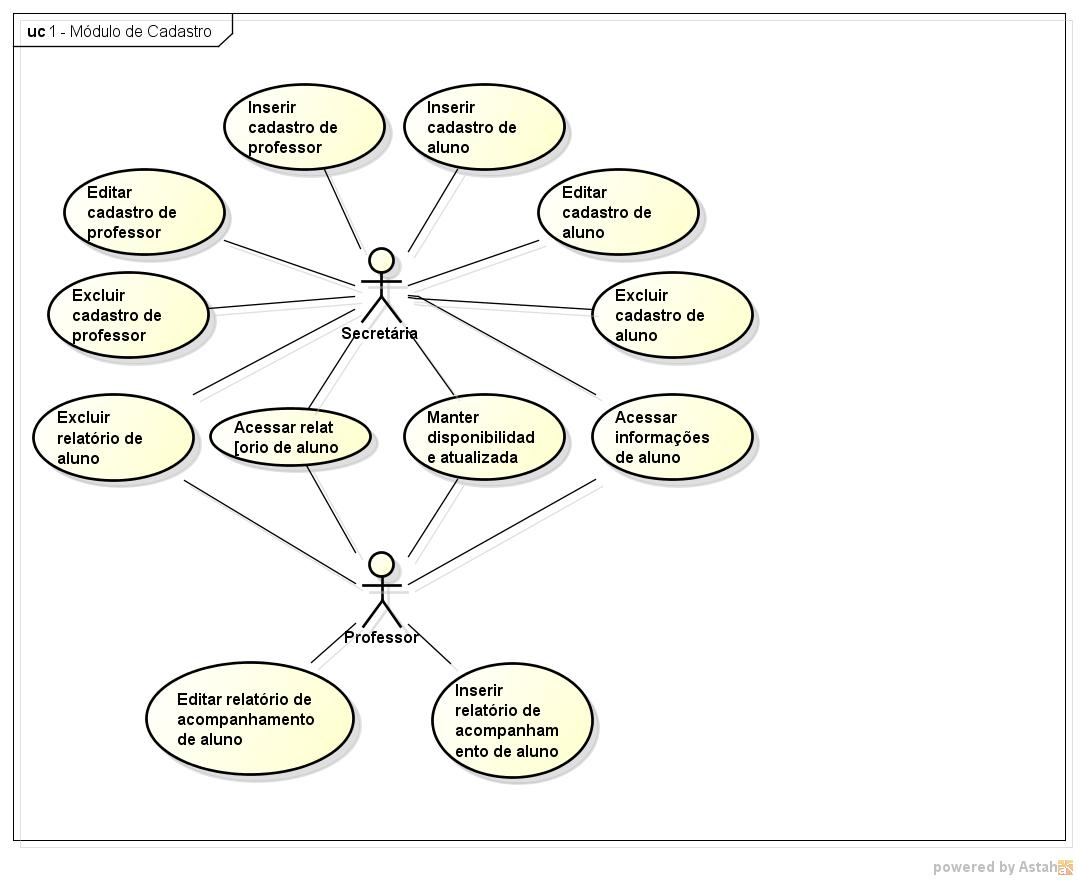 uc 1 - Módulo de Cadastro
Inserir
cadastro de
professor
Inserir
cadastro de
aluno
Editar
cadastro de
professor
Editar
cadastro de
aluno
Excluir
cadastro de
professor
Secretária
Excluir
cadastro de
aluno
Excluir
relatório de
aluno
Acessar relat
[orio de aluno
Manter
disponibilidad
e atualizada
Acessar
informações
de aluno
Professor
Editar relatório de
acompanhamento
de aluno
Inserir
relatório de
acompanham
ento de aluno
powered by Astah